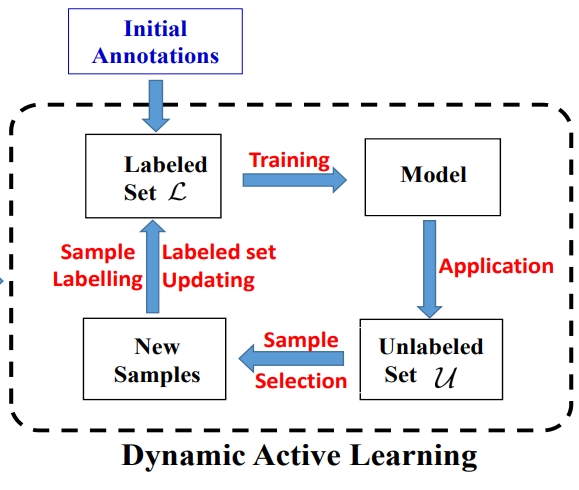 Initial
Annotations
Labeled
Set ℒ
Training
Model
Sample
Labelling
Labeled set
Updating
Application
New
Samples
Sample
Selection
Unlabeled
Set 𝒰
Dynamic Active Learning